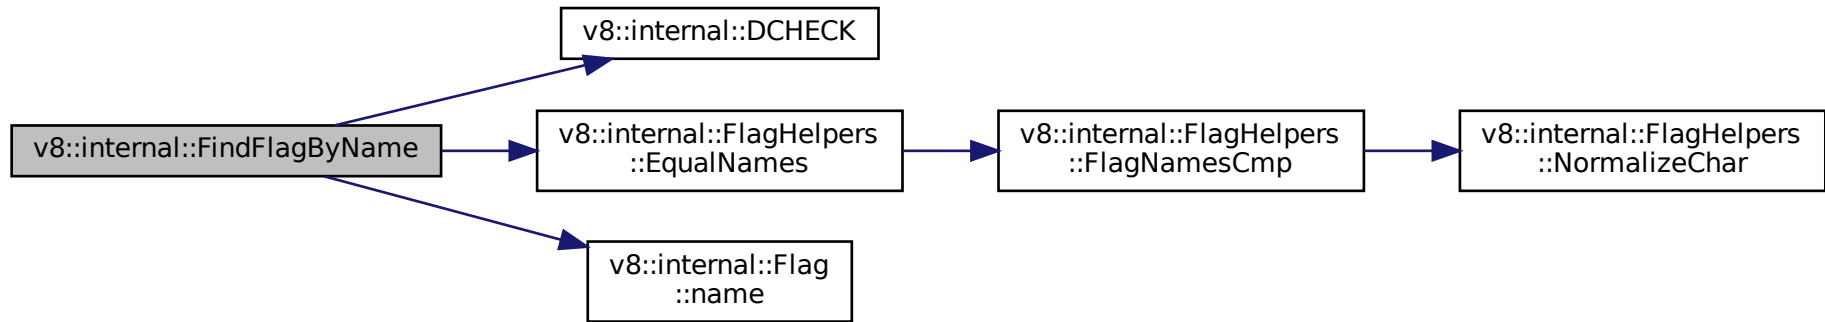 v8::internal::FindFlagByName
v8::internal::DCHECK
v8::internal::FlagHelpers
::EqualNames
v8::internal::FlagHelpers
::FlagNamesCmp
v8::internal::FlagHelpers
::NormalizeChar
v8::internal::Flag
::name